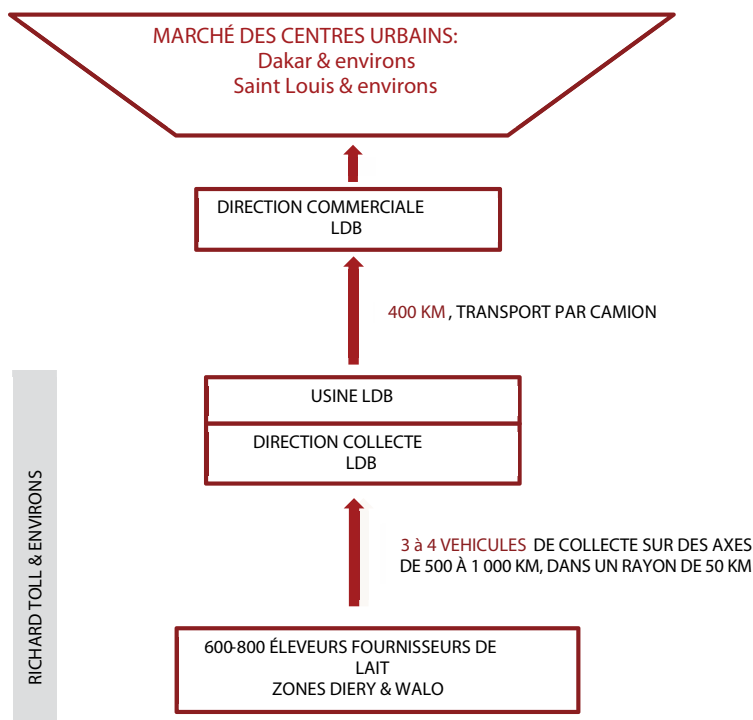 MARCHÉ DES CENTRES URBAINS:
Dakar & environs
Saint Louis & environs
DIRECTION COMMERCIALE
LDB
400 KM, TRANSPORT PAR CAMION
USINE LDB
DIRECTION COLLECTE
LDB
3 à 4 VEHICULES DE COLLECTE SUR DES AXES
DE 500 À 1 000 KM, DANS UN RAYON DE 50 KM
600-800 ÉLEVEURS FOURNISSEURS DE
LAIT
ZONES DIERY & WALO
RICHARD TOLL & ENVIRONS